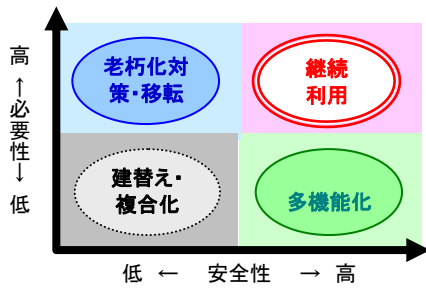 老朽化対
策・移転
継続
利用
高
↑
必
要
性
↓
低
建替え・
複合化
多機能化
低 ← 安全性 → 高